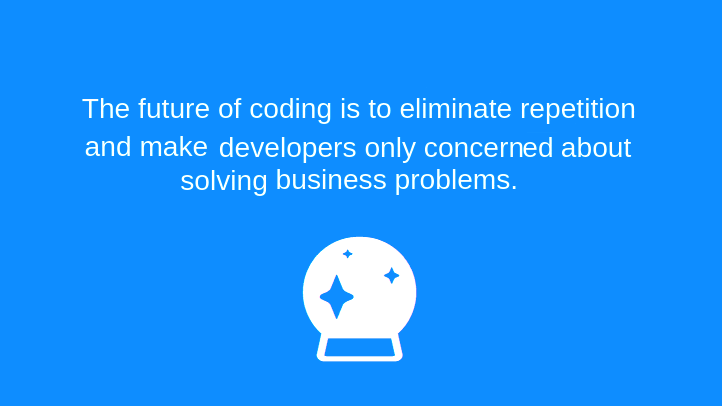 The future of coding is to eliminate repetition
and make developers only concerned about
solving business problems.